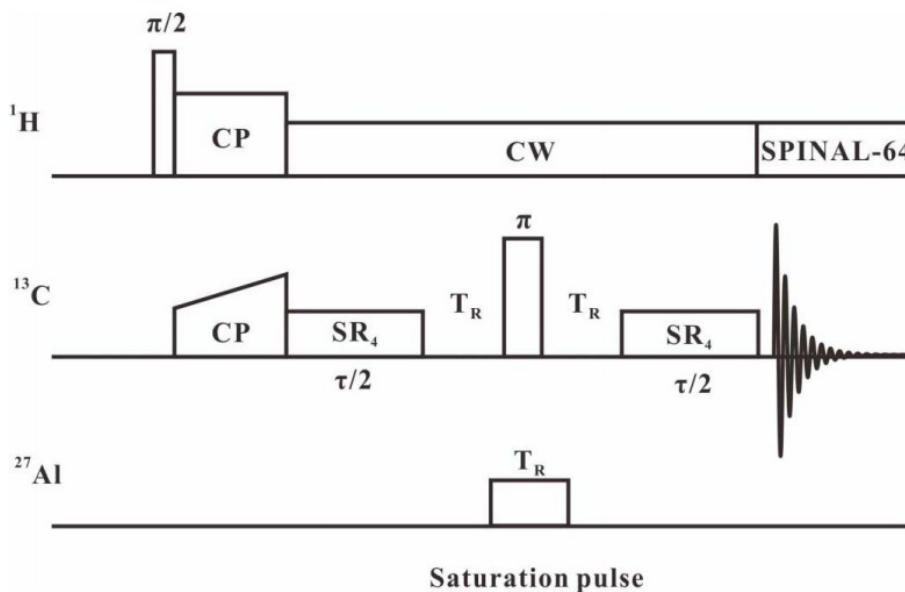 π/2
¹H
CP
CW
SPINAL-64
π
¹³C
CP
SR₄
T_R
T_R
SR₄
τ/2
τ/2
²⁷Al
T_R
Saturation pulse